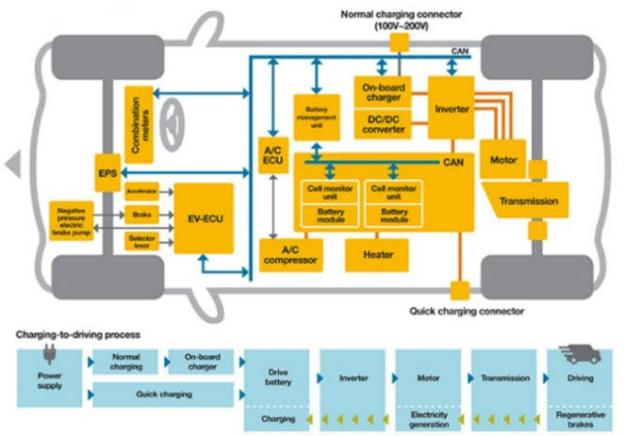 Normal charging connector
(100V~200V)
CAN
On-board
charger
Inverter
DC/DC
converter
Battery
management
unit
Combination
meters
A/C
ECU
CAN
Motor
EPS
Cell monitor
unit
Battery
module
Cell monitor
unit
Battery
module
Transmission
Accelerator
Negative
pressure
electric
brake pump
Brake
EV-ECU
Selector
lever
A/C
compressor
Heater
Quick charging connector
Charging-to-driving process
Power
supply
Normal
charging
On-board
charger
Quick charging
Drive
battery
Charging
Inverter
Motor
Electricity
generation
Transmission
Driving
Regenerative
brakes